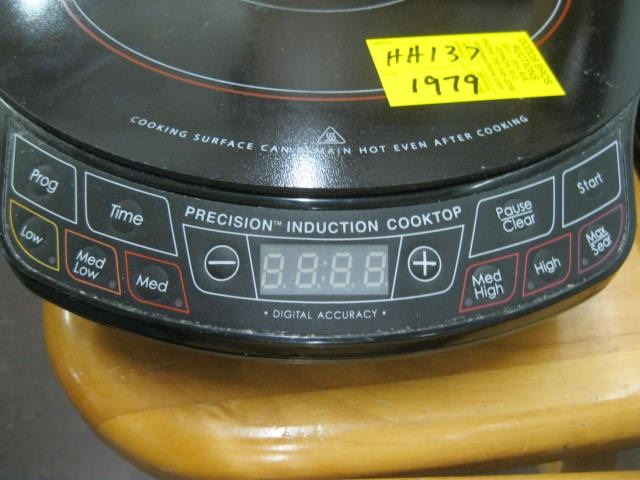 HH137
1979
COOKING SURFACE CAN REMAIN HOT EVEN AFTER COOKING
PRECISION™ INDUCTION COOKTOP
Prog
Time
Pause
Clear
Start
Low
Med
Low
Med
Med
High
High
Max
Sear
• DIGITAL ACCURACY •